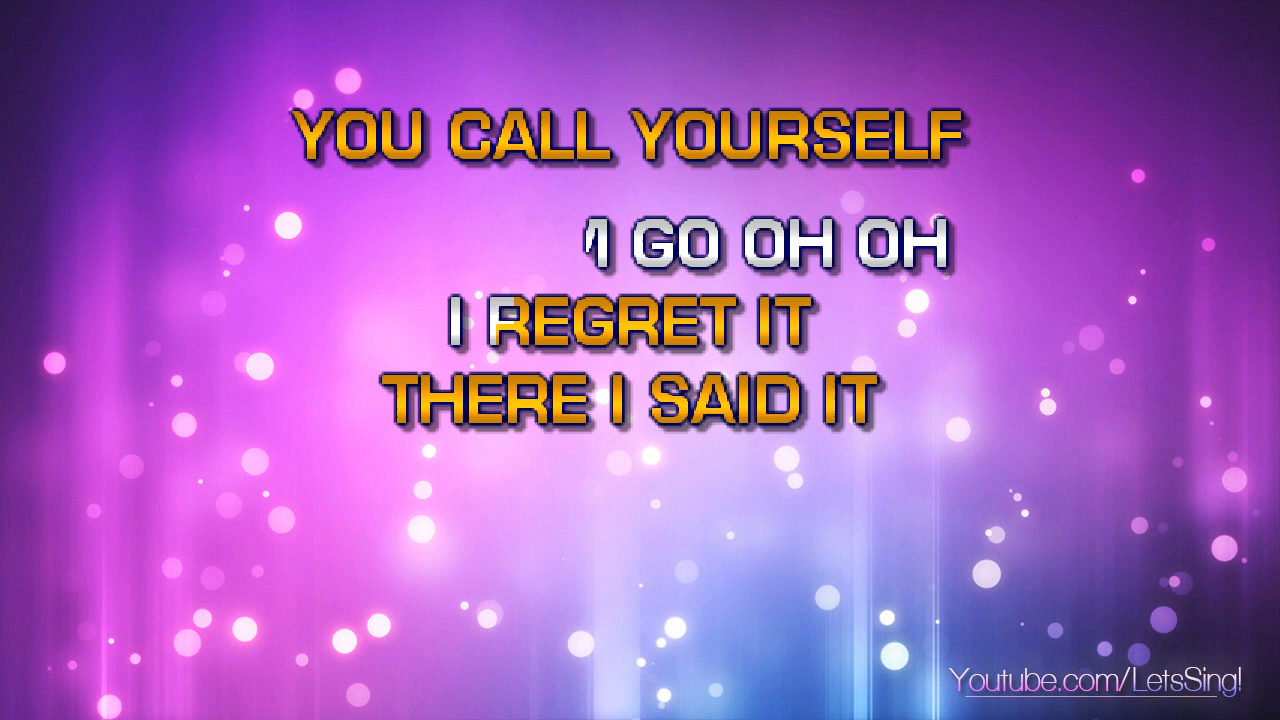 YOU CALL YOURSELF
GO OH OH
I REGRET IT
THERE I SAID IT
Youtube.com/LetsSing!